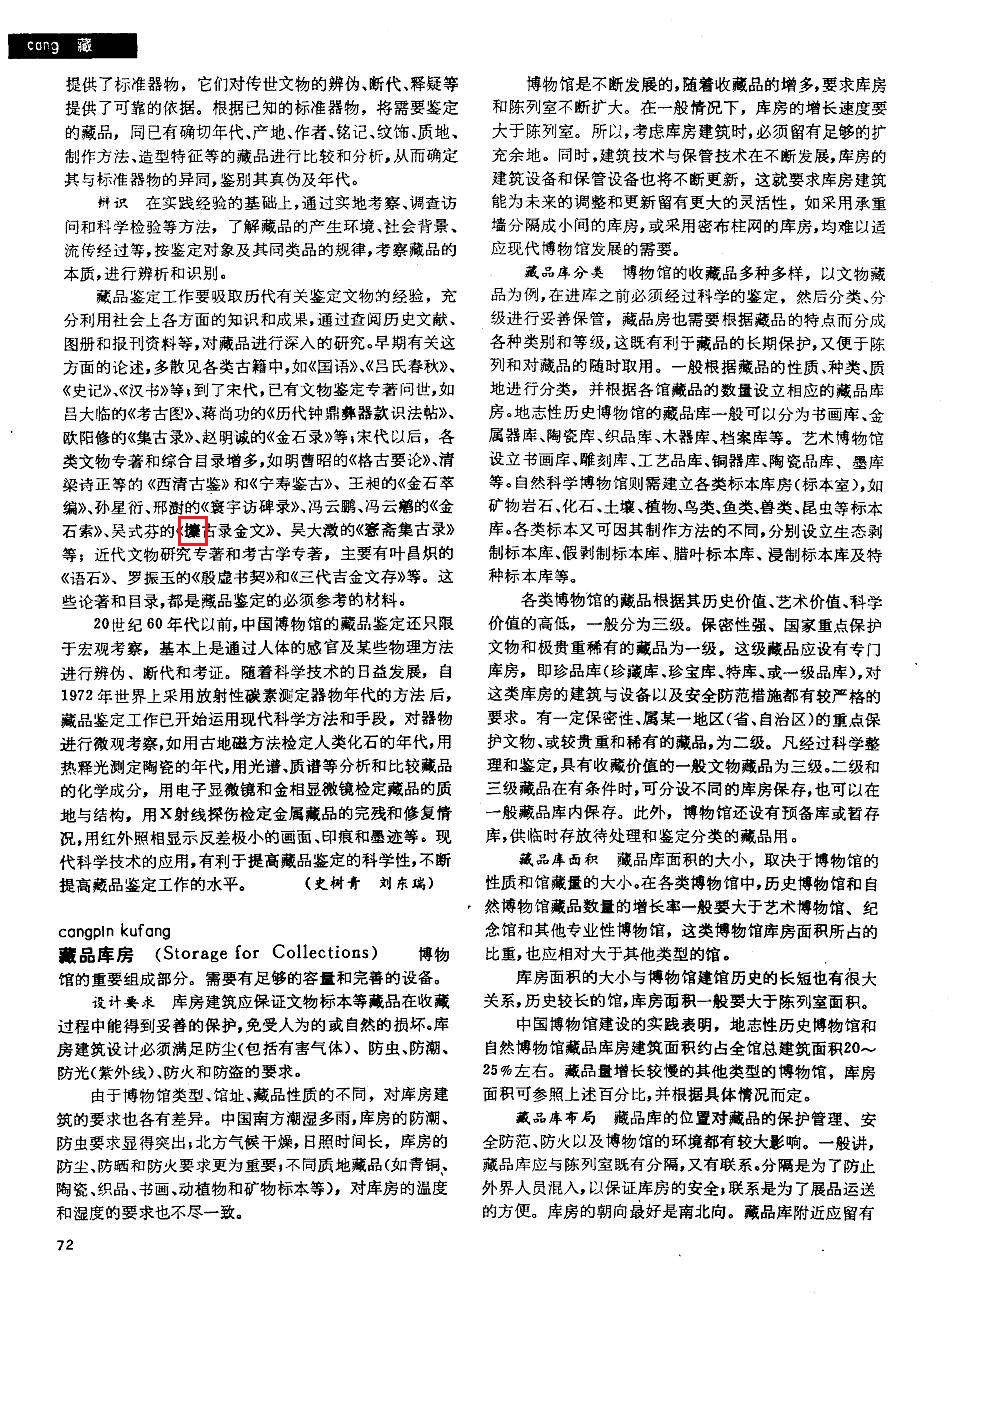 cang 藏
提供了标准器物，它们对传世文物的辨伪、断代、释疑等
提供了可靠的依据。根据已知的标准器物，将需要鉴定
的藏品，同已有确切年代、产地、作者、铭记、纹饰、质地、
制作方法、造型特征等的藏品进行比较和分析，从而确定
其与标准器物的异同，鉴别其真伪及年代。
辨识 在实践经验的基础上，通过实地考察、调查访
问和科学检验等方法，了解藏品的产生环境、社会背景、
流传经过等，按鉴定对象及其同类品的规律，考察藏品的
本质，进行辨析和识别。
藏品鉴定工作要吸取历代有关鉴定文物的经验，充
分利用社会上各方面的知识和成果，通过查阅历史文献、
图册和报刊资料等，对藏品进行深入的研究。早期有关这
方面的论述，多散见各类古籍中，如《国语》、《吕氏春秋》、
《史记》、《汉书》等；到了宋代，已有文物鉴定专著问世，如
吕大临的《考古图》、蒋尚功的《历代钟鼎彝器款识法帖》、
欧阳修的《集古录》、赵明诚的《金石录》等；宋代以后，各
类文物专著和综合目录增多，如明曹昭的《格古要论》、清
梁诗正等的《西清古鉴》和《宁寿鉴古》、王昶的《金石萃
编》、孙星衍、邢澍的《寰宇访碑录》、冯云鹏、冯云鹓的《金
石索》、吴式芬的《攈古录金文》、吴大澂的《愙斋集古录》
等；近代文物研究专著和考古学专著，主要有叶昌炽的
《语石》、罗振玉的《殷虚书契》和《三代吉金文存》等。这
些论著和目录，都是藏品鉴定的必须参考的材料。
20世纪60年代以前，中国博物馆的藏品鉴定还只限
于宏观考察，基本上是通过人体的感官及某些物理方法
进行辨伪、断代和考证。随着科学技术的日益发展，自
1972年世界上采用放射性碳素测定器物年代的方法后，
藏品鉴定工作已开始运用现代科学方法和手段，对器物
进行微观考察，如用古地磁方法检定人类化石的年代，用
热释光测定陶瓷的年代，用光谱、质谱等分析和比较藏品
的化学成分，用电子显微镜和金相显微镜检定藏品的质
地与结构，用X射线探伤检定金属藏品的完残和修复情
况，用红外照相显示反差极小的画面、印痕和墨迹等。现
代科学技术的应用，有利于提高藏品鉴定的科学性，不断
提高藏品鉴定工作的水平。 （史树青 刘东瑞）
cangpin kufang
藏品库房 (Storage for Collections) 博物
馆的重要组成部分。需要有足够的容量和完善的设备。
设计要求 库房建筑应保证文物标本等藏品在收藏
过程中能得到妥善的保护，免受人为的或自然的损坏。库
房建筑设计必须满足防尘(包括有害气体)、防虫、防潮、
防光(紫外线)、防火和防盗的要求。
由于博物馆类型、馆址、藏品性质的不同，对库房建
筑的要求也各有差异。中国南方潮湿多雨，库房的防潮、
防虫要求显得突出；北方气候干燥，日照时间长，库房的
防尘、防晒和防火要求更为重要；不同质地藏品(如青铜、
陶瓷、织品、书画、动植物和矿物标本等)，对库房的温度
和湿度的要求也不尽一致。
72
博物馆是不断发展的，随着收藏品的增多，要求库房
和陈列室不断扩大。在一般情况下，库房的增长速度要
大于陈列室。所以，考虑库房建筑时，必须留有足够的扩
充余地。同时，建筑技术与保管技术在不断发展，库房的
建筑设备和保管设备也将不断更新，这就要求库房建筑
能为未来的调整和更新留有更大的灵活性，如采用承重
墙分隔成小间的库房，或采用密布柱网的库房，均难以适
应现代博物馆发展的需要。
藏品库分类 博物馆的收藏品多种多样，以文物藏
品为例，在进库之前必须经过科学的鉴定，然后分类、分
级进行妥善保管，藏品房也需要根据藏品的特点而分成
各种类别和等级，这既有利于藏品的长期保护，又便于陈
列和对藏品的随时取用。一般根据藏品的性质、种类、质
地进行分类，并根据各馆藏品的数量设立相应的藏品库
房。地志性历史博物馆的藏品库一般可以分为书画库、金
属器库、陶瓷库、织品库、木器库、档案库等。艺术博物馆
设立书画库、雕刻库、工艺品库、铜器库、陶瓷品库、墨库
等。自然科学博物馆则需建立各类标本库房(标本室)，如
矿物岩石、化石、土壤、植物、鸟类、鱼类、兽类、昆虫等标本
库。各类标本又可因其制作方法的不同，分别设立生态剥
制标本库、假剥制标本库、腊叶标本库、浸制标本库及特
种标本库等。
各类博物馆的藏品根据其历史价值、艺术价值、科学
价值的高低，一般分为三级。保密性强、国家重点保护
文物和极贵重稀有的藏品为一级，这级藏品应设有专门
库房，即珍品库(珍藏库、珍宝库、特库、或一级品库)，对
这类库房的建筑与设备以及安全防范措施都有较严格的
要求。有一定保密性、属某一地区(省、自治区)的重点保
护文物、或较贵重和稀有的藏品，为二级。凡经过科学整
理和鉴定，具有收藏价值的一般文物藏品为三级。二级和
三级藏品在有条件时，可分设不同的库房保存，也可以在
一般藏品库内保存。此外，博物馆还设有预备库或暂存
库，供临时存放待处理和鉴定分类的藏品用。
藏品库面积 藏品库面积的大小，取决于博物馆的
性质和馆藏量的大小。在各类博物馆中，历史博物馆和自
然博物馆藏品数量的增长率一般要大于艺术博物馆、纪
念馆和其他专业性博物馆，这类博物馆库房面积所占的
比重，也应相对大于其他类型的馆。
库房面积的大小与博物馆建馆历史的长短也有很大
关系，历史较长的馆，库房面积一般要大于陈列室面积。
中国博物馆建设的实践表明，地志性历史博物馆和
自然博物馆藏品库房建筑面积约占全馆总建筑面积20～
25%左右。藏品量增长较慢的其他类型的博物馆，库房
面积可参照上述百分比，并根据具体情况而定。
藏品库布局 藏品库的位置对藏品的保护管理、安
全防范、防火以及博物馆的环境都有较大影响。一般讲，
藏品库应与陈列室既有分隔，又有联系。分隔是为了防止
外界人员混入，以保证库房的安全；联系是为了展品运送
的方便。库房的朝向最好是南北向。藏品库附近应留有